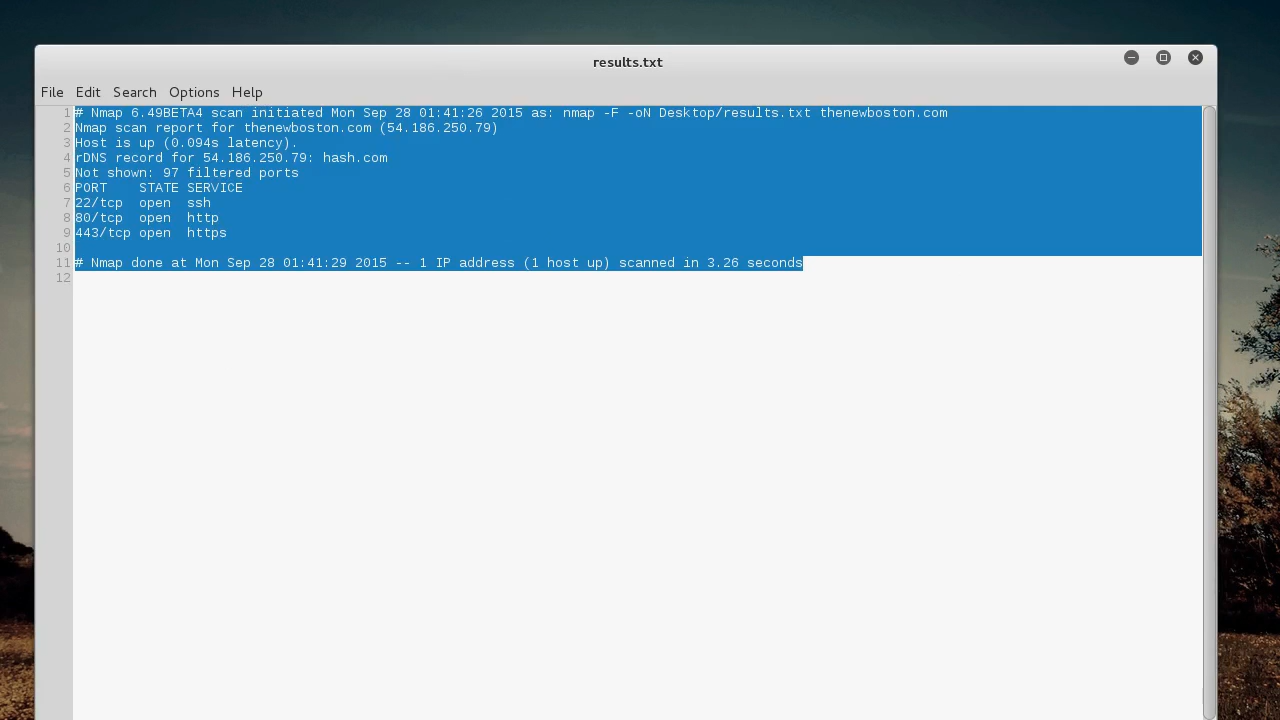 results.txt
File Edit Search Options Help
1 # Nmap 6.49BETA4 scan initiated Mon Sep 28 01:41:26 2015 as: nmap -F -oN Desktop/results.txt thenewboston.com
2 Nmap scan report for thenewboston.com (54.186.250.79)
3 Host is up (0.094s latency).
4 rDNS record for 54.186.250.79: hash.com
5 Not shown: 97 filtered ports
6 PORT    STATE SERVICE
7 22/tcp  open  ssh
8 80/tcp  open  http
9 443/tcp open  https
10
11 # Nmap done at Mon Sep 28 01:41:29 2015 -- 1 IP address (1 host up) scanned in 3.26 seconds
12